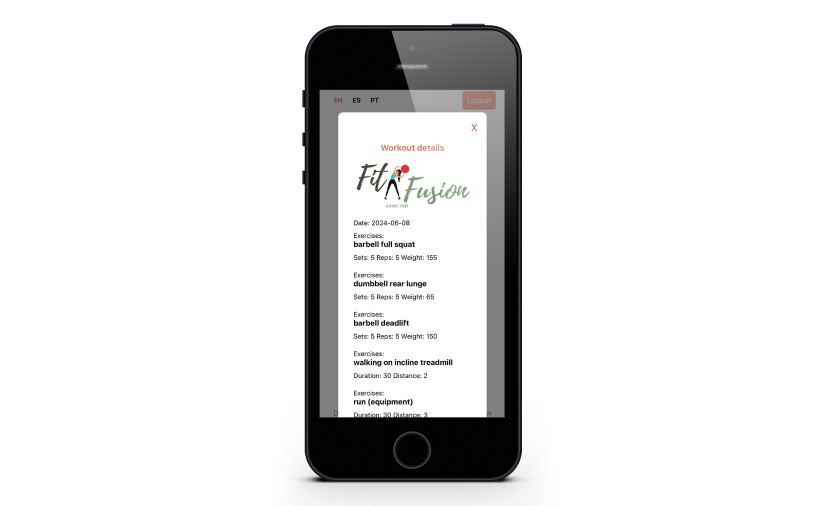 EN ES PT Logout
X
Workout details
Fit Fusion
Date: 2024-06-08
Exercises:
barbell full squat
Sets: 5 Reps: 5 Weight: 155
Exercises:
dumbbell rear lunge
Sets: 5 Reps: 5 Weight: 65
Exercises:
barbell deadlift
Sets: 5 Reps: 5 Weight: 150
Exercises:
walking on incline treadmill
Duration: 30 Distance: 2
Exercises:
run (equipment)
Duration: 30 Distance: 3